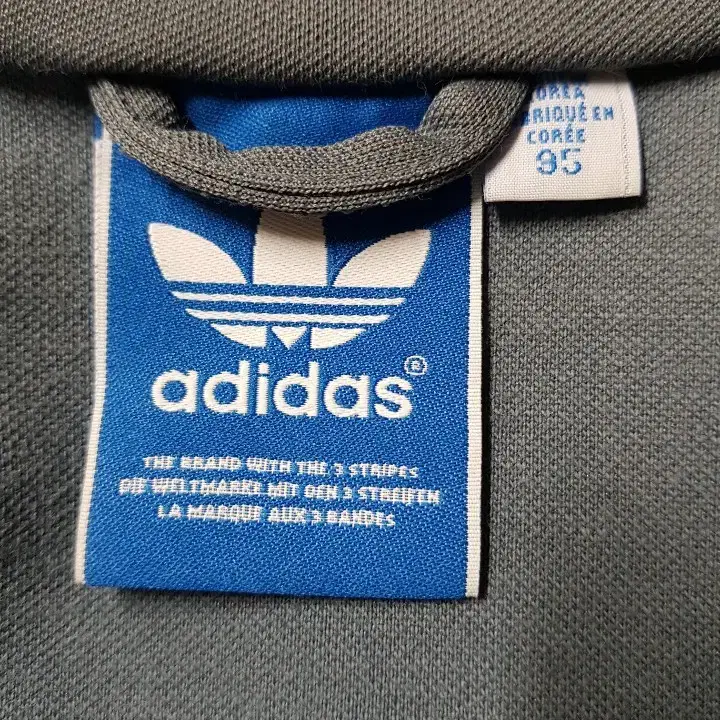 COREA
FABRIQUÉ EN
CORÉE
95
adidas®
THE BRAND WITH THE 3 STRIPES
DIE WELTMARKE MIT DEN 3 STREIFEN
LA MARQUE AUX 3 BANDES